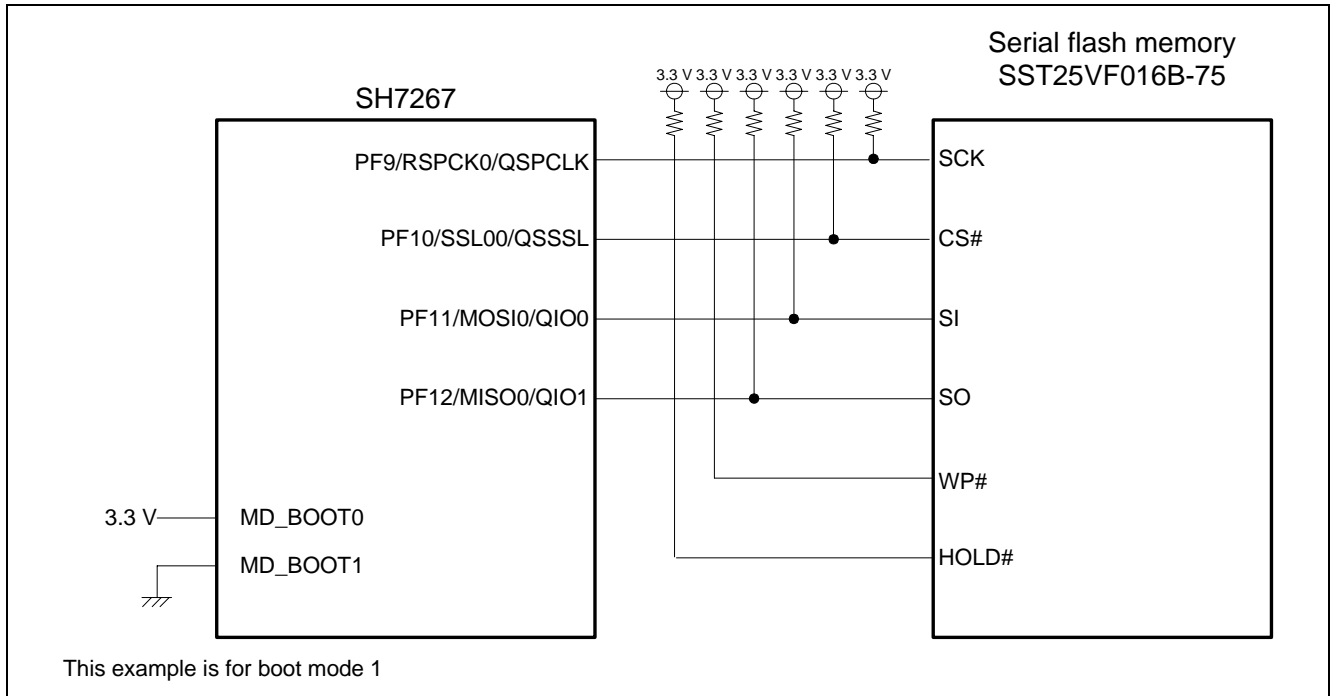 Serial flash memory
SST25VF016B-75
3.3 V 3.3 V 3.3 V 3.3 V 3.3 V 3.3 V
SH7267
PF9/RSPCK0/QSPCLK
SCK
PF10/SSL00/QSSSL
CS#
PF11/MOSI0/QIO0
SI
PF12/MISO0/QIO1
SO
WP#
3.3 V
MD_BOOT0
HOLD#
MD_BOOT1
This example is for boot mode 1